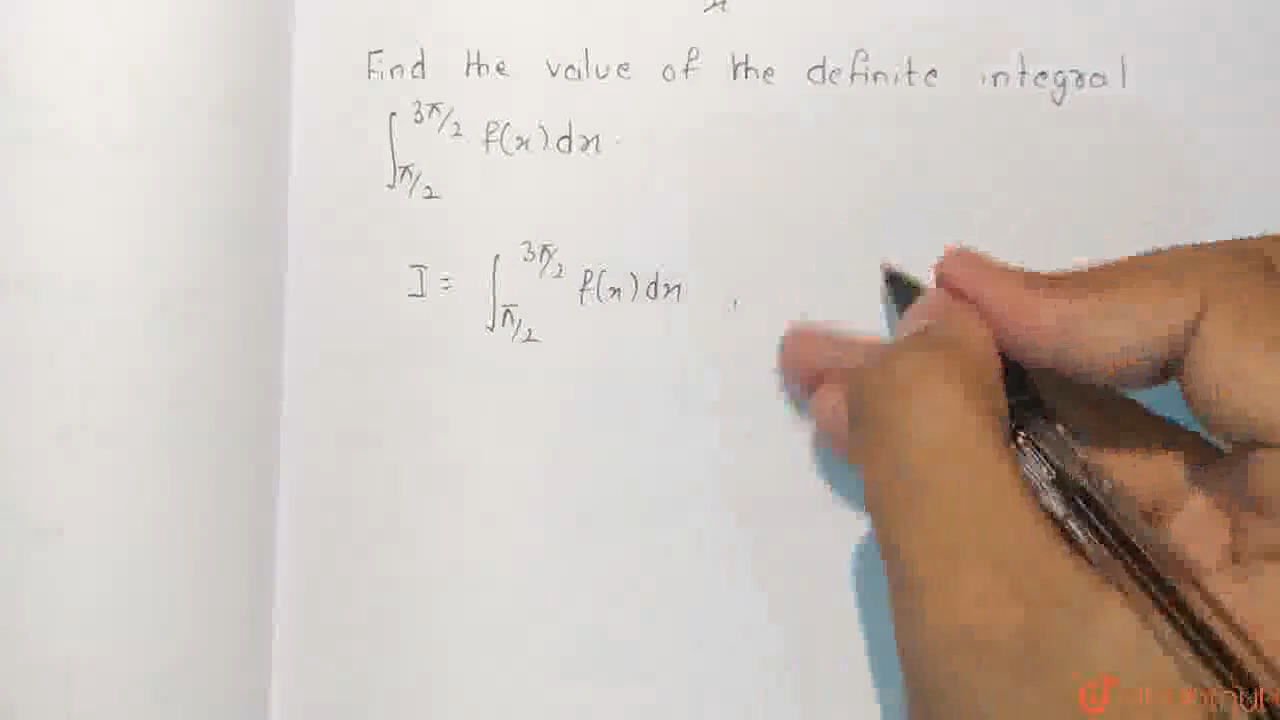 x
Find the value of the definite integral
∫_{π/2}^{3π/2} f(x) dx.
I = ∫_{π/2}^{3π/2} f(x) dx